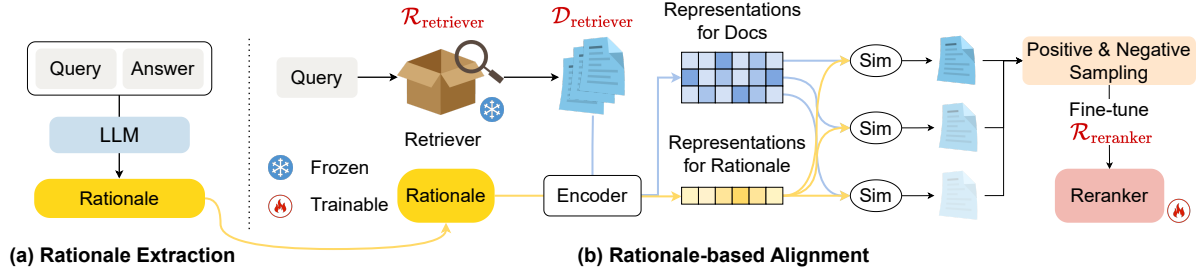 Query
Answer
LLM
Rationale
(a) Rationale Extraction
Query
R_retriever
Retriever
D_retriever
Frozen
Trainable
Rationale
Encoder
Representations
for Docs
Representations
for Rationale
Sim
Sim
Sim
Positive & Negative
Sampling
Fine-tune
R_reranker
Reranker
(b) Rationale-based Alignment